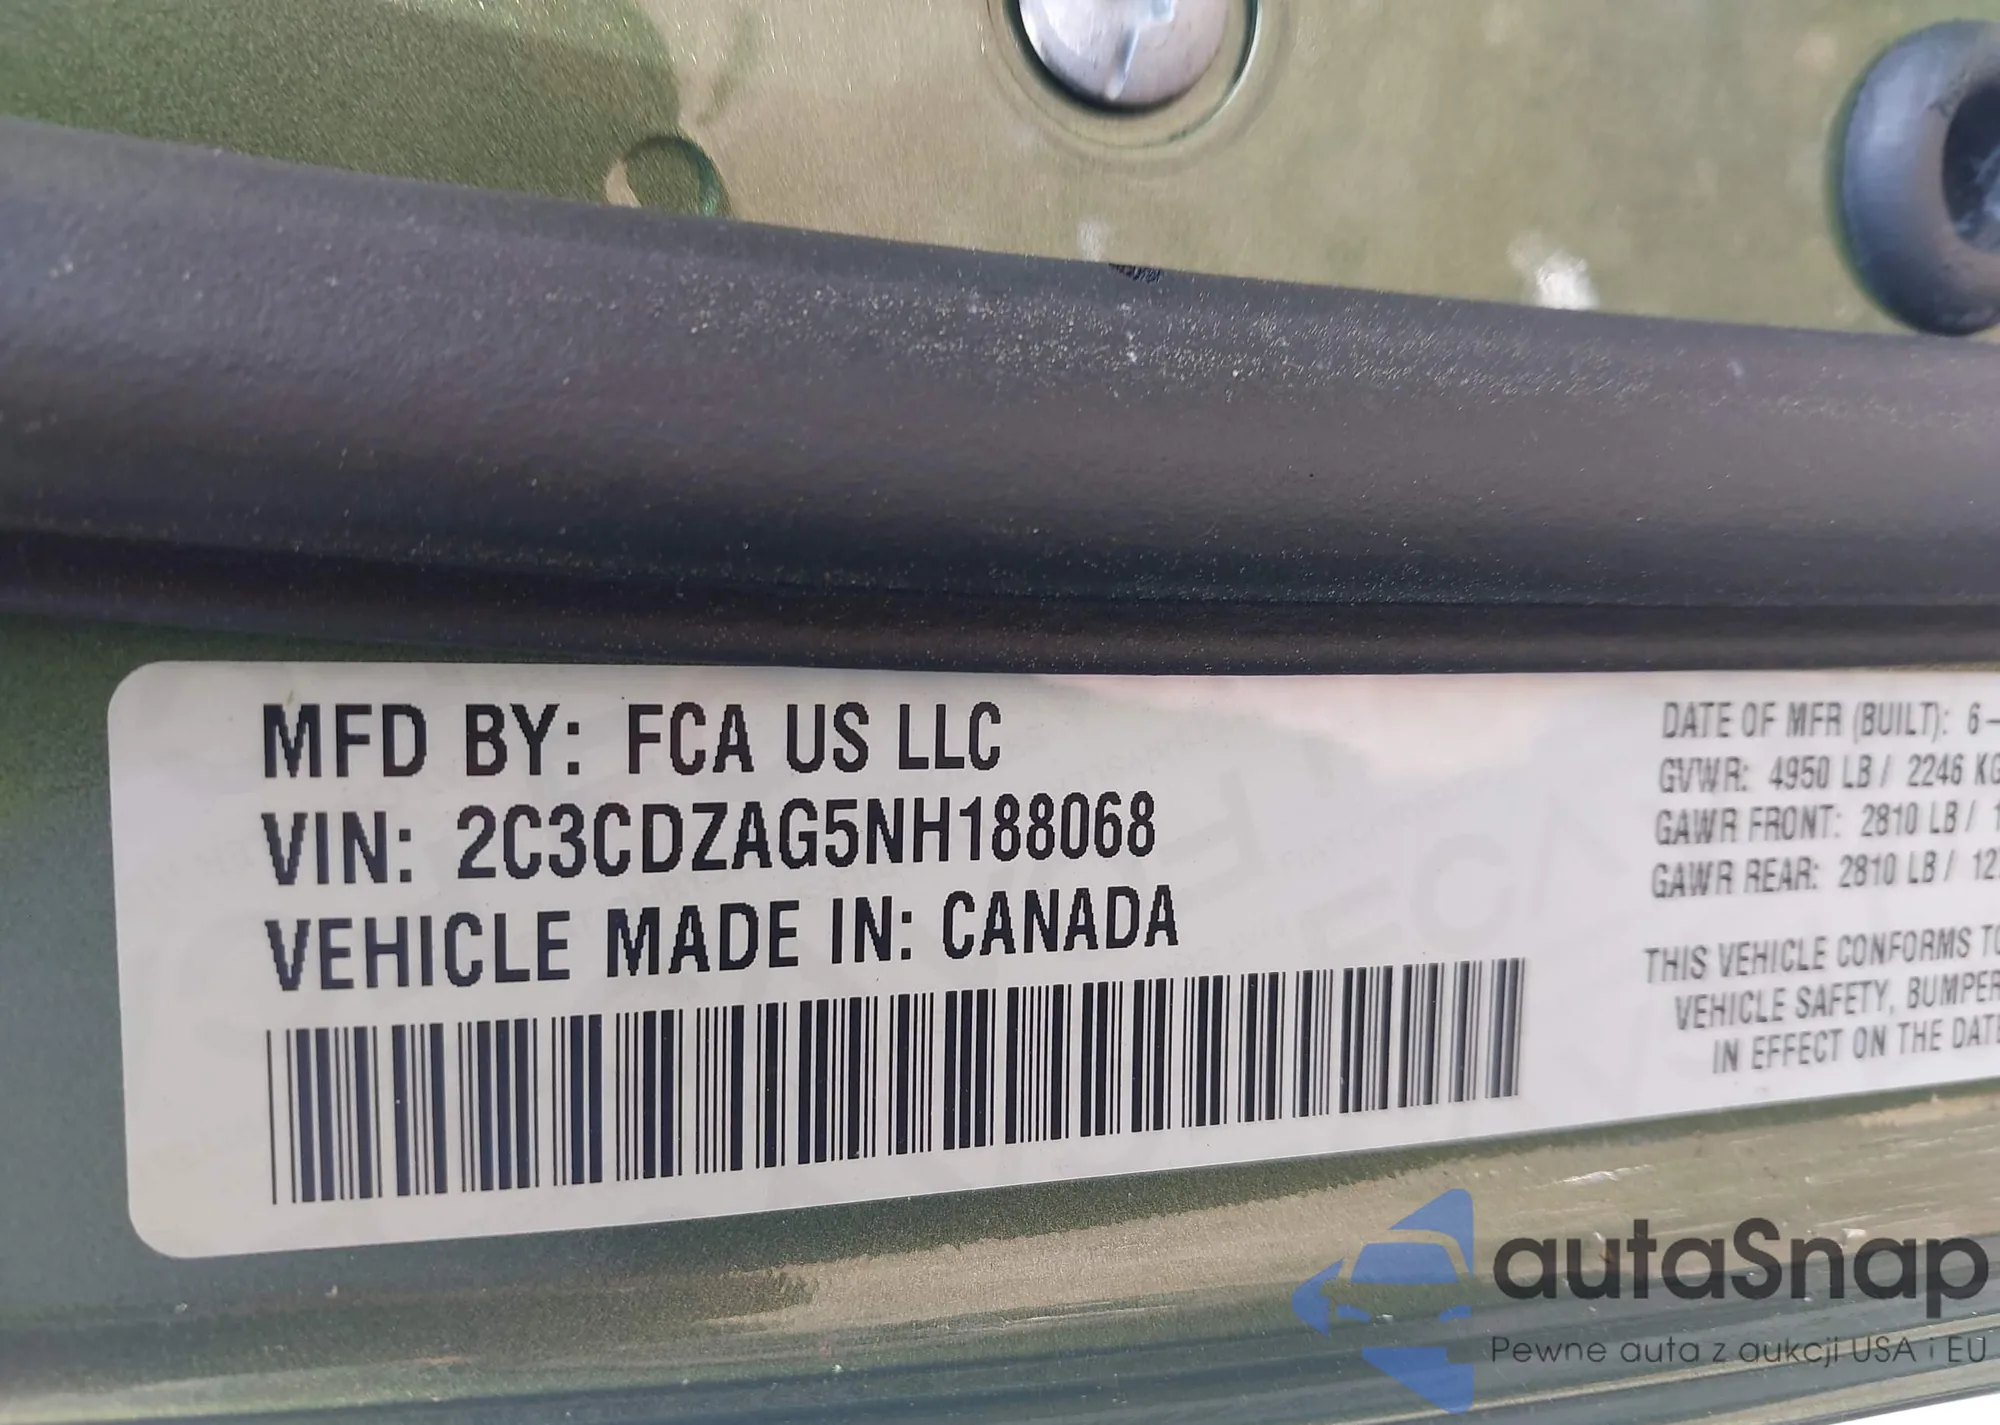 MFD BY: FCA US LLC
VIN: 2C3CDZAG5NH188068
VEHICLE MADE IN: CANADA
DATE OF MFR (BUILT): 6-
GVWR: 4950 LB / 2246 KG
GAWR FRONT: 2810 LB / 1
GAWR REAR: 2810 LB / 12
THIS VEHICLE CONFORMS TO
VEHICLE SAFETY, BUMPER
IN EFFECT ON THE DATE
autaSnap
Pewne auta z aukcji USA i EU